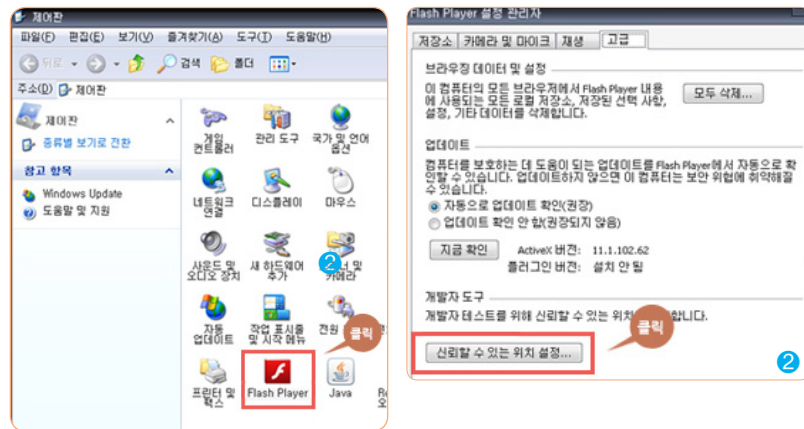 제어판
파일(F) 편집(E) 보기(V) 즐겨찾기(A) 도구(T) 도움말(H)
뒤로 검색 폴더
주소(D) 제어판
제어판
종류별 보기로 전환
참고 항목
Windows Update
도움말 및 지원
게임
컨트롤러
관리 도구
국가 및 언어
옵션
네트워크
연결
디스플레이
마우스
사운드 및
오디오 장치
새 하드웨어
추가
2
및
카메라
자동
업데이트
작업 표시줄
및 시작 메뉴
전원
클릭
프린터 및
팩스
Flash Player
Java
Flash Player 설정 관리자
저장소 카메라 및 마이크 재생 고급
브라우징 데이터 및 설정
이 컴퓨터의 모든 브라우저에서 Flash Player 내용
에 사용되는 모든 로컬 저장소, 저장된 선택 사항,
설정, 기타 데이터를 삭제합니다.
모두 삭제...
업데이트
컴퓨터를 보호하는 데 도움이 되는 업데이트를 Flash Player에서 자동으로 확
인할 수 있습니다. 업데이트하지 않으면 이 컴퓨터는 보안 위협에 취약해질
수 있습니다.
자동으로 업데이트 확인(권장)
업데이트 확인 안 함(권장되지 않음)
지금 확인
ActiveX 버전: 11.1.102.62
플러그인 버전: 설치 안 됨
개발자 도구
개발자 테스트를 위해 신뢰할 수 있는 위치
합니다.
클릭
신뢰할 수 있는 위치 설정...
2